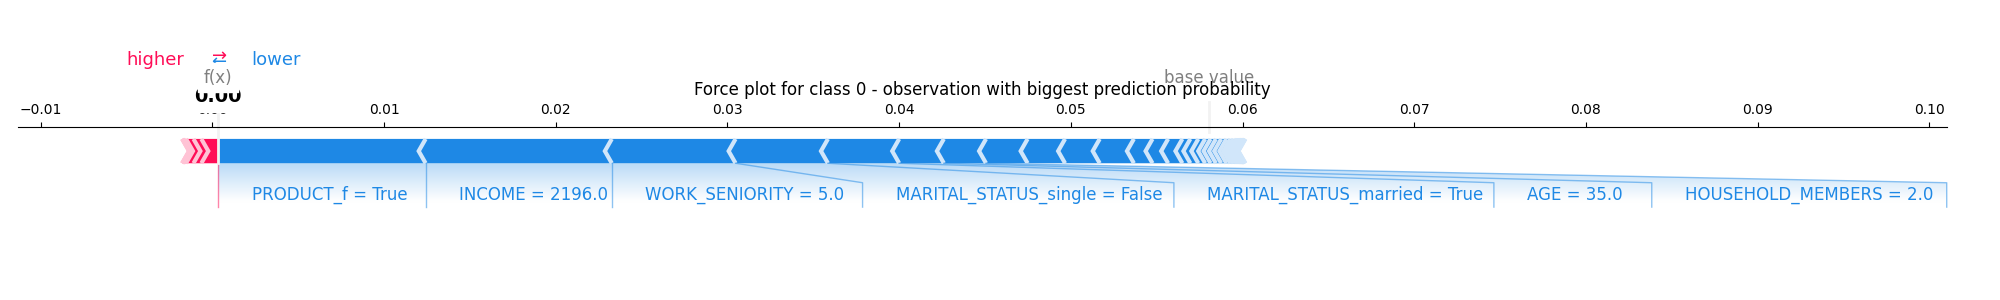 higher ⇄ lower
f(x) base value
Force plot for class 0 - observation with biggest prediction probability
0.00
−0.01 0.01 0.02 0.03 0.04 0.05 0.06 0.07 0.08 0.09 0.10
PRODUCT_f = True INCOME = 2196.0 WORK_SENIORITY = 5.0 MARITAL_STATUS_single = False MARITAL_STATUS_married = True AGE = 35.0 HOUSEHOLD_MEMBERS = 2.0